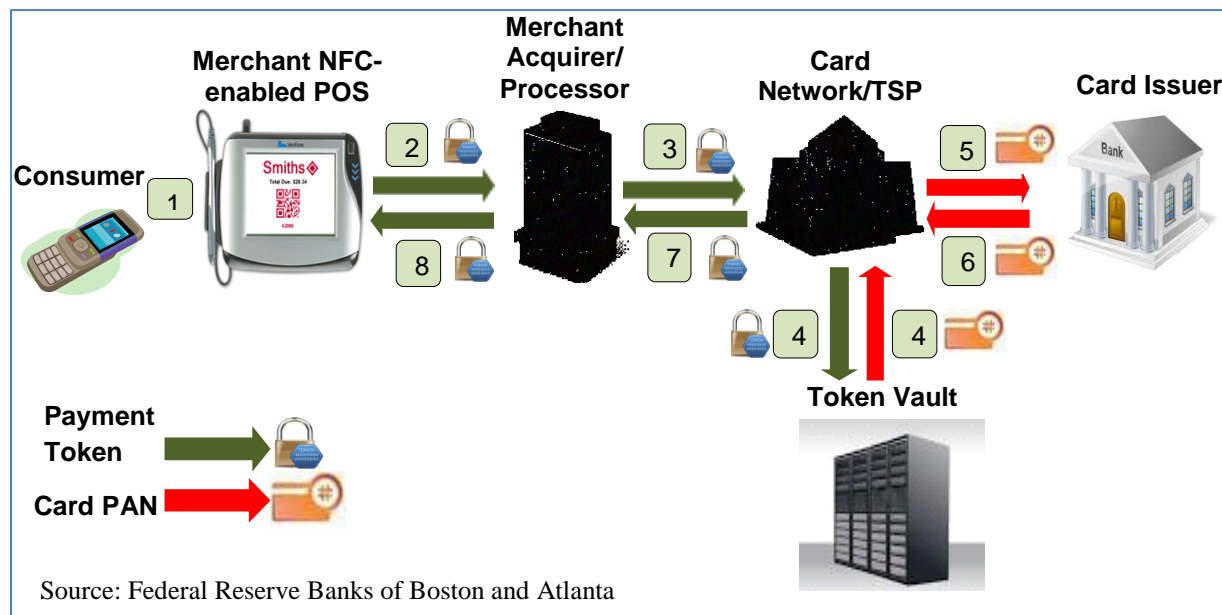 Merchant NFC-
enabled POS
Merchant
Acquirer/
Processor
Card
Network/TSP
Card Issuer
Consumer
1
2
3
5
Smiths
Total Due: $28.34
Bank
8
7
6
4
4
Token Vault
Payment
Token
Card PAN
Source: Federal Reserve Banks of Boston and Atlanta